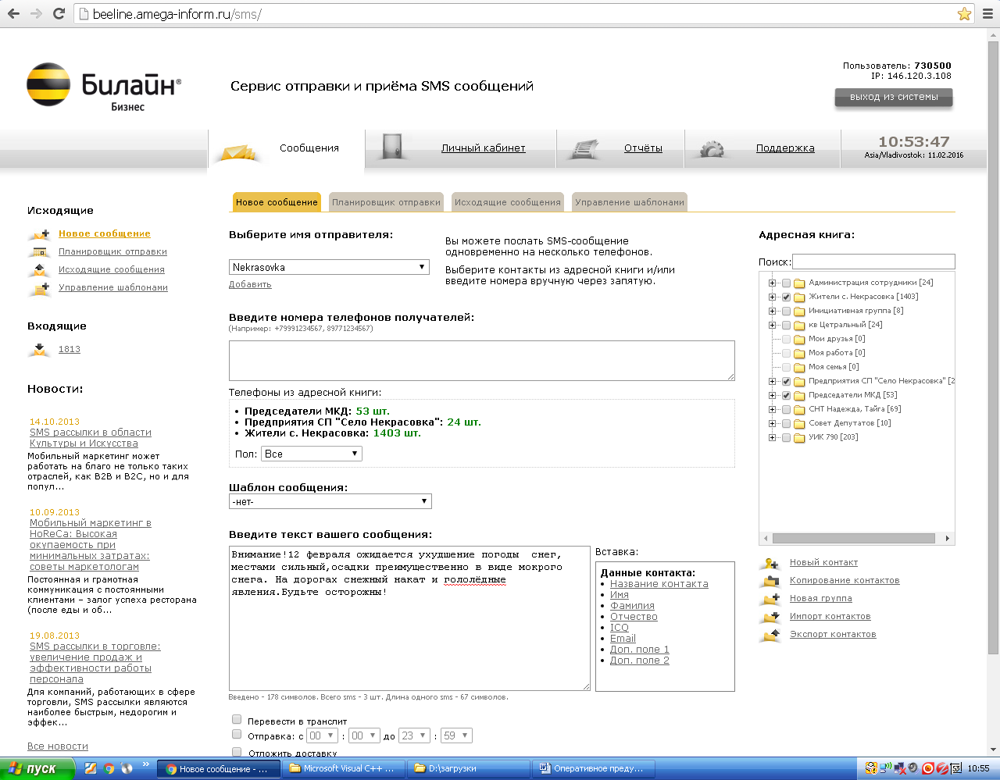 beeline.amega-inform.ru/sms/
Билайн®
Бизнес
Сервис отправки и приёма SMS сообщений
Пользователь: 730500
IP: 146.120.3.108
выход из системы
Сообщения
Личный кабинет
Отчёты
Поддержка
10:53:47
Asia/Vladivostok: 11.02.2016
Исходящие
Новое сообщение
Планировщик отправки
Исходящие сообщения
Управление шаблонами
Входящие
1813
Новости:
14.10.2013
SMS рассылки в области
Культуры и Искусства
Мобильный маркетинг может
работать на благо не только таких
отраслей, как B2B и B2C, но и для
попул...
10.09.2013
Мобильный маркетинг в
HoReCa: Высокая
окупаемость при
минимальных затратах:
советы маркетологам
Постоянная и грамотная
коммуникация с постоянными
клиентами – залог успеха ресторана
(после еды и об...
19.08.2013
SMS рассылки в торговле:
увеличение продаж и
эффективности работы
персонала
Для компаний, работающих в сфере
торговли, SMS рассылки являются
наиболее быстрым, недорогим и
эффек...
Все новости
Новое сообщение
Планировщик отправки
Исходящие сообщения
Управление шаблонами
Выберите имя отправителя:
Nekrasovka
Добавить
Вы можете послать SMS-сообщение
одновременно на несколько телефонов.
Выберите контакты из адресной книги и/или
введите номера вручную через запятую.
Введите номера телефонов получателей:
(Например: +79991234567, 89771234567)
Телефоны из адресной книги:
• Председатели МКД: 53 шт.
• Предприятия СП "Село Некрасовка": 24 шт.
• Жители с. Некрасовка: 1403 шт.
Пол: Все
Шаблон сообщения:
-нет-
Введите текст вашего сообщения:
Внимание!12 февраля ожидается ухудшение погоды  снег,
местами сильный,осадки преимущественно в виде мокрого
снега. На дорогах снежный накат и гололёдные
явления.Будьте осторожны!
Введено - 178 символов. Всего sms - 3 шт. Длина одного sms - 67 символов.
Вставка:
Данные контакта:
• Название контакта
• Имя
• Фамилия
• Отчество
• ICQ
• Email
• Доп. поле 1
• Доп. поле 2
Перевести в транслит
Отправка: с 00 : 00 до 23 : 59
Отложить доставку
Адресная книга:
Поиск:
Администрация сотрудники [24]
Жители с. Некрасовка [1403]
Инициативная группа [8]
кв Цетральный [24]
Мои друзья [0]
Моя работа [0]
Моя семья [0]
Предприятия СП "Село Некрасовка" [2
Председатели МКД [53]
СНТ Надежда, Тайга [69]
Совет Депутатов [10]
УИК 790 [203]
Новый контакт
Копирование контактов
Новая группа
Импорт контактов
Экспорт контактов
пуск
Новое сообщение - ...
Microsoft Visual C++ ...
D:\загрузки
Оперативное преду...
10:55